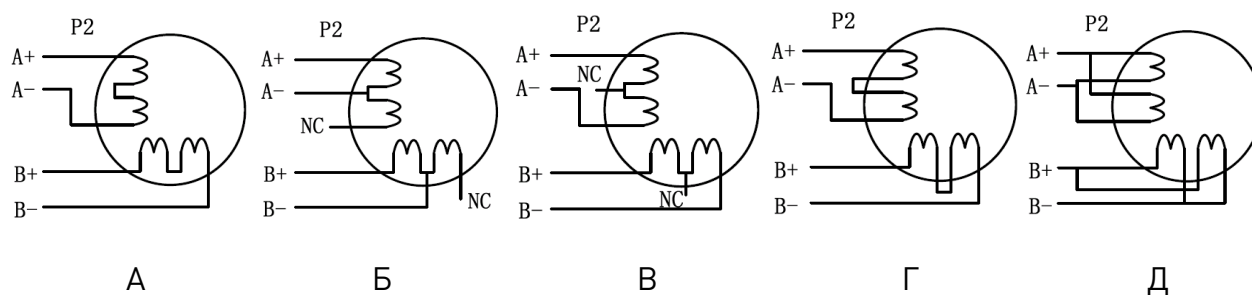 P2
A+
A-
B+
B-
А
P2
A+
A-
NC
B+
B-
NC
Б
P2
A+
NC
A-
B+
NC
B-
В
P2
A+
A-
B+
B-
Г
P2
A+
A-
B+
B-
Д